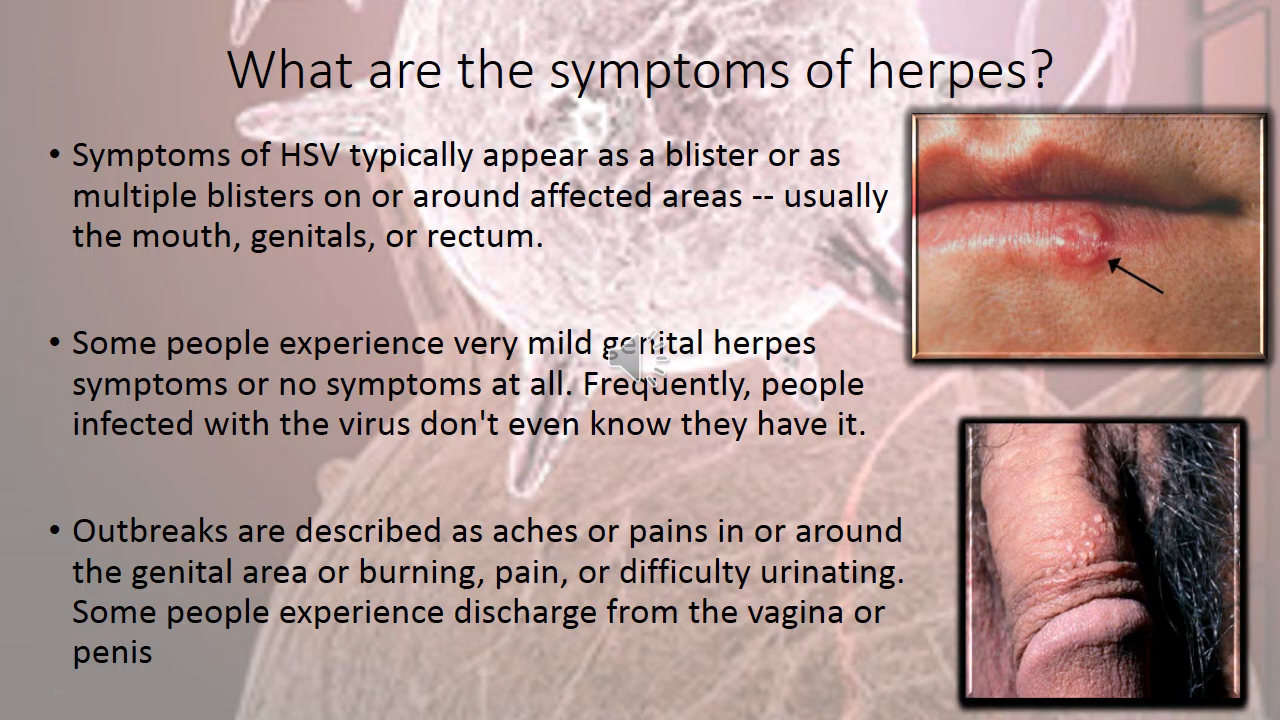 What are the symptoms of herpes?
• Symptoms of HSV typically appear as a blister or as
multiple blisters on or around affected areas -- usually
the mouth, genitals, or rectum.
• Some people experience very mild genital herpes
symptoms or no symptoms at all. Frequently, people
infected with the virus don't even know they have it.
• Outbreaks are described as aches or pains in or around
the genital area or burning, pain, or difficulty urinating.
Some people experience discharge from the vagina or
penis